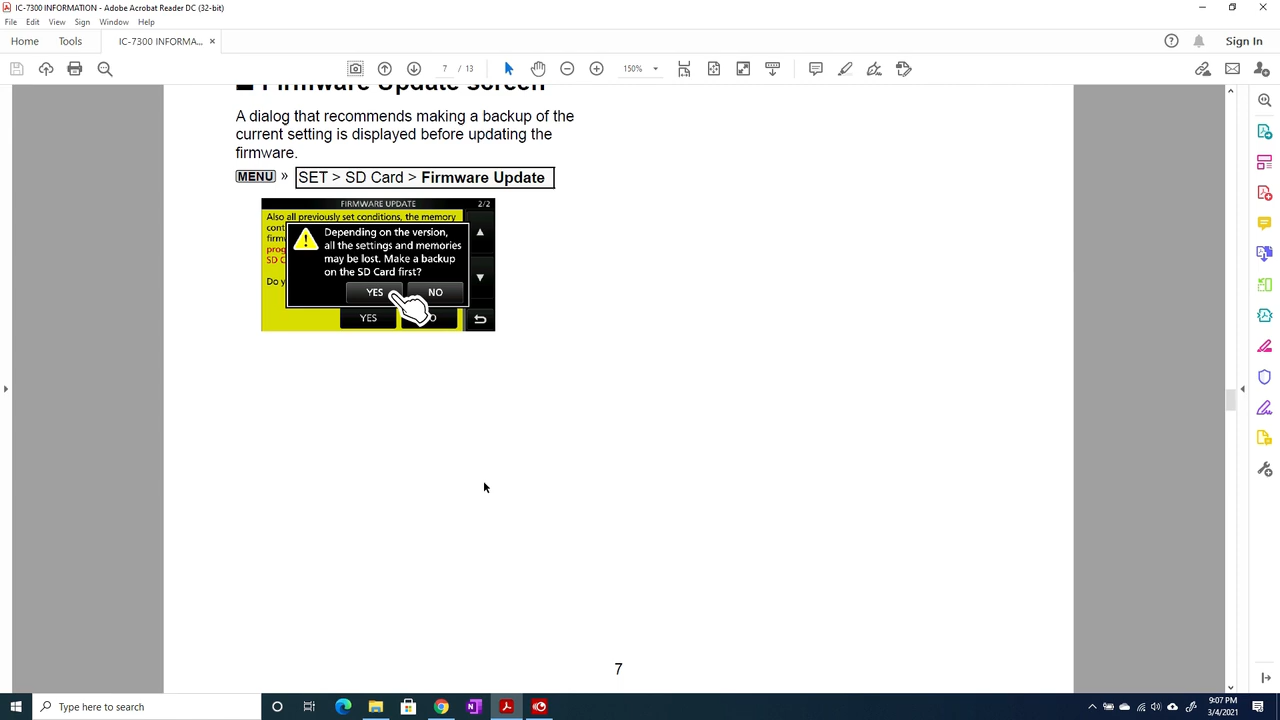 IC-7300 INFORMATION - Adobe Acrobat Reader DC (32-bit)
File Edit View Sign Window Help
Home Tools IC-7300 INFORMA... × Sign In
7 / 13 150%
■ Firmware Update screen
A dialog that recommends making a backup of the
current setting is displayed before updating the
firmware.
MENU » SET > SD Card > Firmware Update
FIRMWARE UPDATE 2/2
Also all previously set conditions, the memory
Depending on the version,
all the settings and memories
may be lost. Make a backup
on the SD Card first?
YES NO
YES
7
Type here to search
9:07 PM
3/4/2021